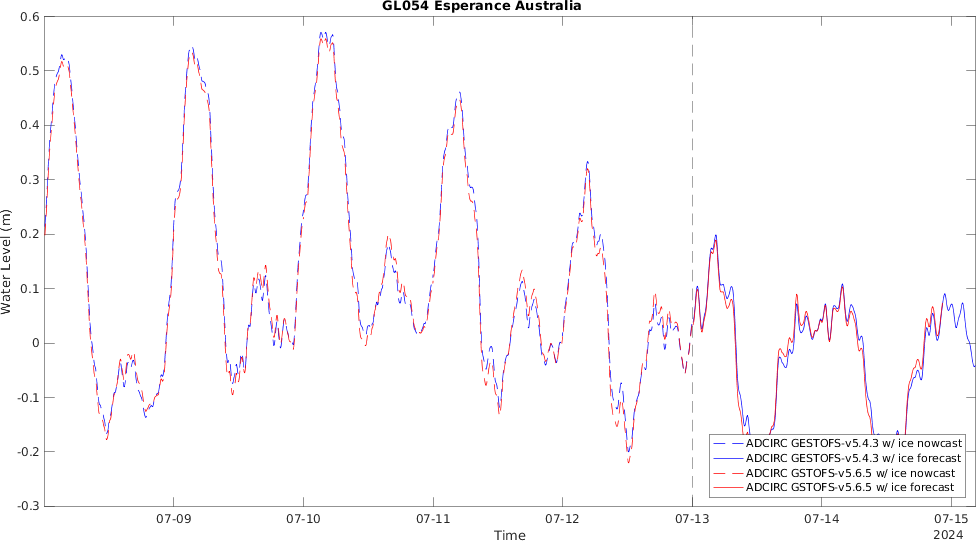 GL054 Esperance Australia
Water Level (m)
0.6
0.5
0.4
0.3
0.2
0.1
0
-0.1
-0.2
-0.3
07-09
07-10
07-11
07-12
07-13
07-14
07-15
Time
2024
ADCIRC GESTOFS-v5.4.3 w/ ice nowcast
ADCIRC GESTOFS-v5.4.3 w/ ice forecast
ADCIRC GSTOFS-v5.6.5 w/ ice nowcast
ADCIRC GSTOFS-v5.6.5 w/ ice forecast